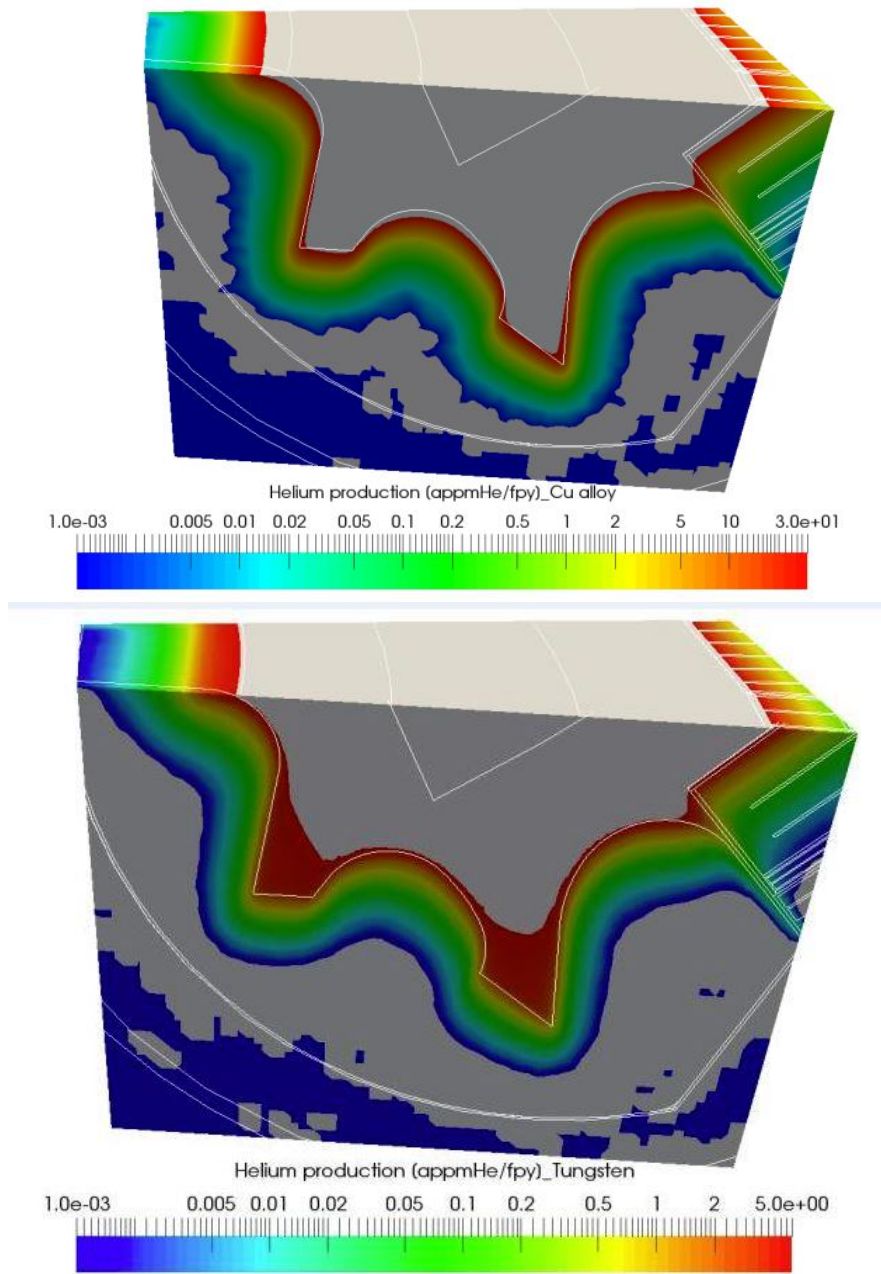 Helium production (appmHe/fpy)_Cu alloy
1.0e-03 0.005 0.01 0.02 0.05 0.1 0.2 0.5 1 2 5 10 3.0e+01
Helium production (appmHe/fpy)_Tungsten
1.0e-03 0.005 0.01 0.02 0.05 0.1 0.2 0.5 1 2 5.0e+00